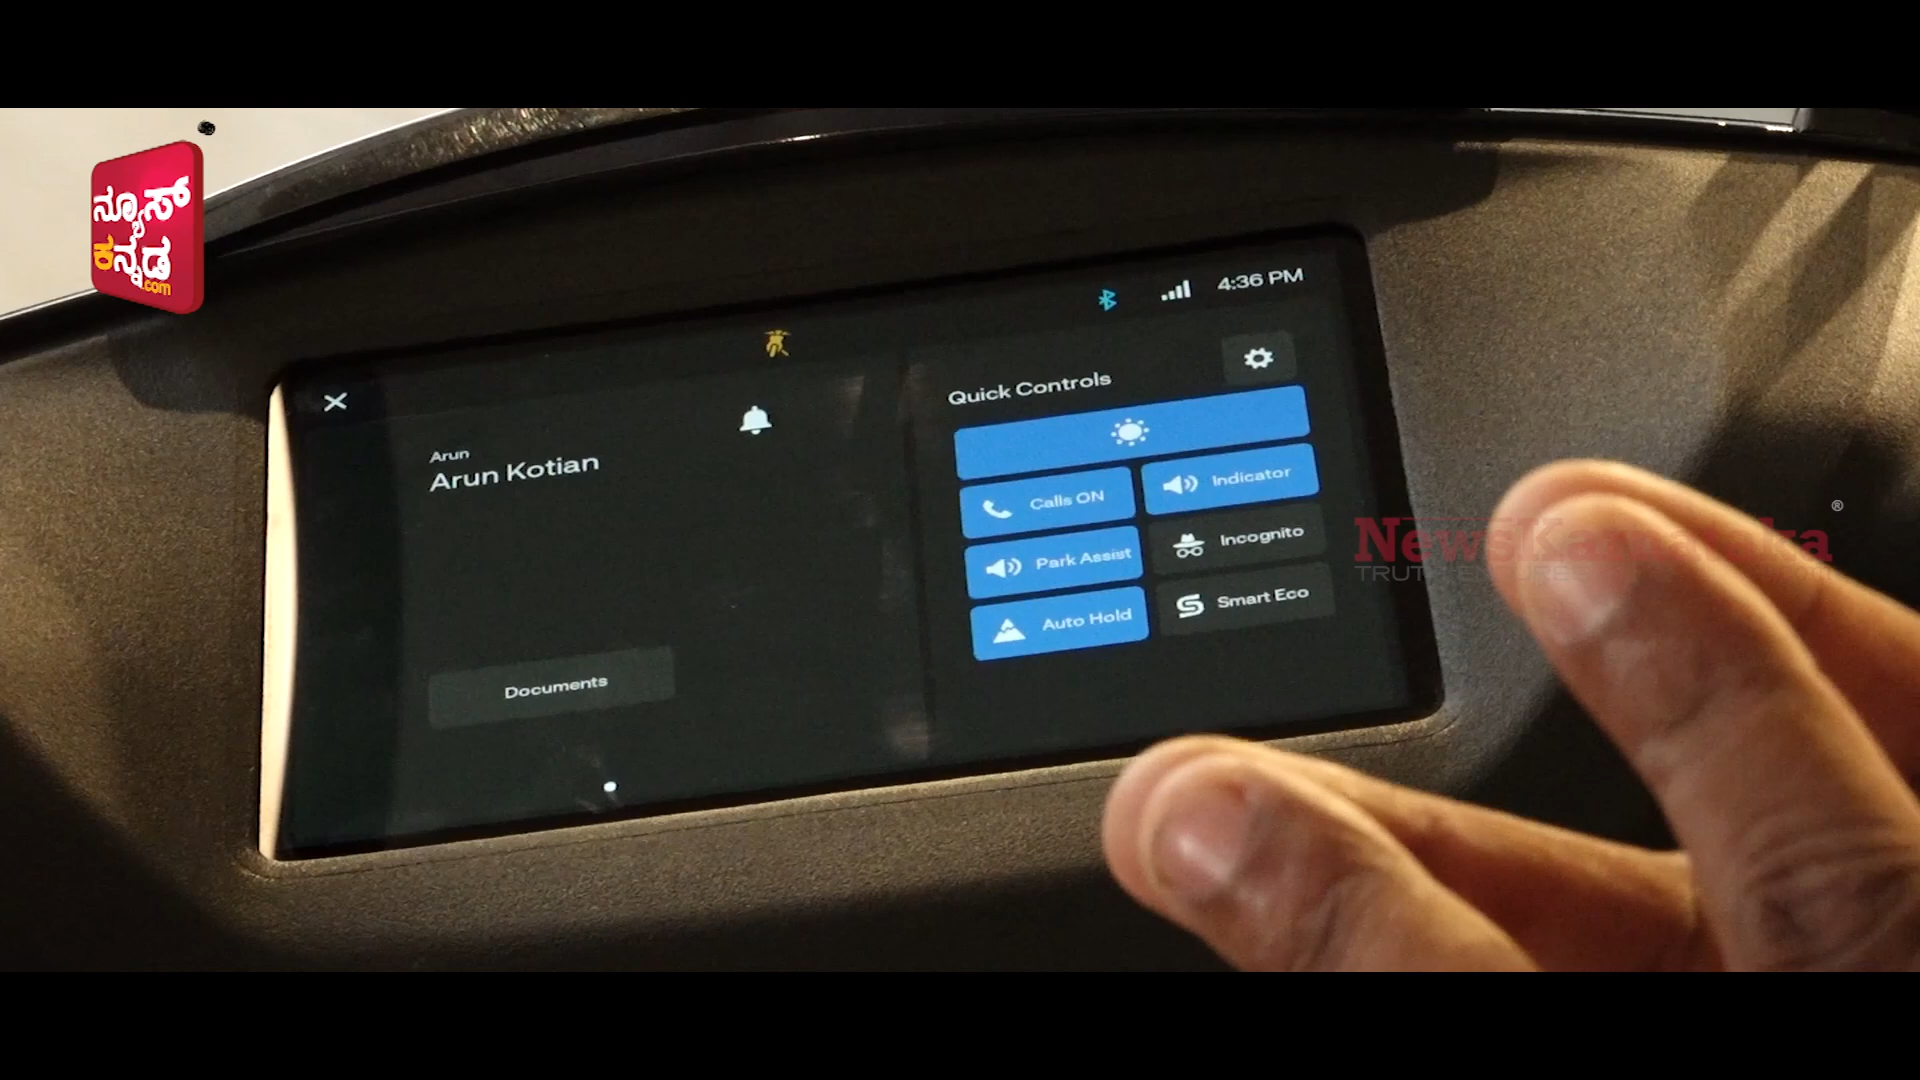 ನ್ಯೂಸ್
ಕನ್ನಡ
.com
4:36 PM
Quick Controls
Arun
Arun Kotian
Calls ON
Indicator
Park Assist
Incognito
Auto Hold
Smart Eco
Documents